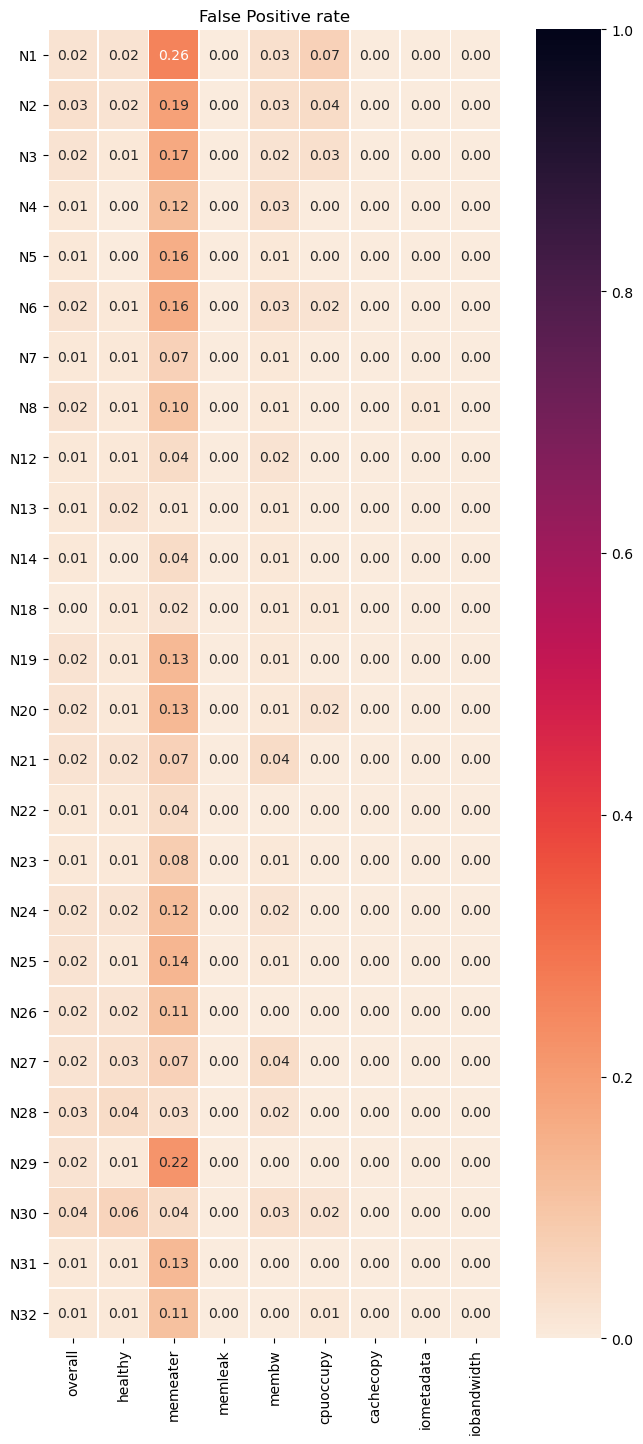 False Positive rate
N1 0.02 0.02 0.26 0.00 0.03 0.07 0.00 0.00 0.00
N2 0.03 0.02 0.19 0.00 0.03 0.04 0.00 0.00 0.00
N3 0.02 0.01 0.17 0.00 0.02 0.03 0.00 0.00 0.00
N4 0.01 0.00 0.12 0.00 0.03 0.00 0.00 0.00 0.00
N5 0.01 0.00 0.16 0.00 0.01 0.00 0.00 0.00 0.00
N6 0.02 0.01 0.16 0.00 0.03 0.02 0.00 0.00 0.00
N7 0.01 0.01 0.07 0.00 0.01 0.00 0.00 0.00 0.00
N8 0.02 0.01 0.10 0.00 0.01 0.00 0.00 0.01 0.00
N12 0.01 0.01 0.04 0.00 0.02 0.00 0.00 0.00 0.00
N13 0.01 0.02 0.01 0.00 0.01 0.00 0.00 0.00 0.00
N14 0.01 0.00 0.04 0.00 0.01 0.00 0.00 0.00 0.00
N18 0.00 0.01 0.02 0.00 0.01 0.01 0.00 0.00 0.00
N19 0.02 0.01 0.13 0.00 0.01 0.00 0.00 0.00 0.00
N20 0.02 0.01 0.13 0.00 0.01 0.02 0.00 0.00 0.00
N21 0.02 0.02 0.07 0.00 0.04 0.00 0.00 0.00 0.00
N22 0.01 0.01 0.04 0.00 0.00 0.00 0.00 0.00 0.00
N23 0.01 0.01 0.08 0.00 0.01 0.00 0.00 0.00 0.00
N24 0.02 0.02 0.12 0.00 0.02 0.00 0.00 0.00 0.00
N25 0.02 0.01 0.14 0.00 0.01 0.00 0.00 0.00 0.00
N26 0.02 0.02 0.11 0.00 0.00 0.00 0.00 0.00 0.00
N27 0.02 0.03 0.07 0.00 0.04 0.00 0.00 0.00 0.00
N28 0.03 0.04 0.03 0.00 0.02 0.00 0.00 0.00 0.00
N29 0.02 0.01 0.22 0.00 0.00 0.00 0.00 0.00 0.00
N30 0.04 0.06 0.04 0.00 0.03 0.02 0.00 0.00 0.00
N31 0.01 0.01 0.13 0.00 0.00 0.00 0.00 0.00 0.00
N32 0.01 0.01 0.11 0.00 0.00 0.01 0.00 0.00 0.00
overall
healthy
memeater
memleak
membw
cpuoccupy
cachecopy
iometadata
iobandwidth
1.0
0.8
0.6
0.4
0.2
0.0